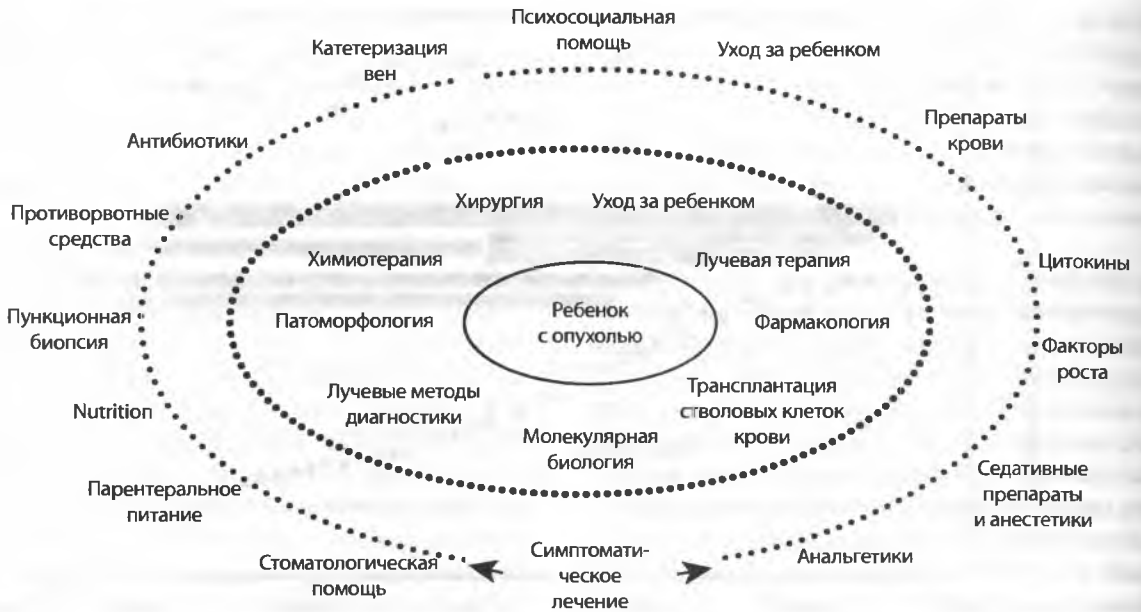 Психосоциальная
помощь
Катетеризация
вен
Уход за ребенком
Антибиотики
Препараты
крови
Противорвотные
средства
Хирургия
Уход за ребенком
Химиотерапия
Лучевая терапия
Цитокины
Пункционная
биопсия
Патоморфология
Ребенок
с опухолью
Фармакология
Факторы
роста
Nutrition
Лучевые методы
диагностики
Трансплантация
стволовых клеток
крови
Молекулярная
биология
Парентеральное
питание
Седативные
препараты
и анестетики
Стоматологическая
помощь
Симптомати-
ческое
лечение
Анальгетики